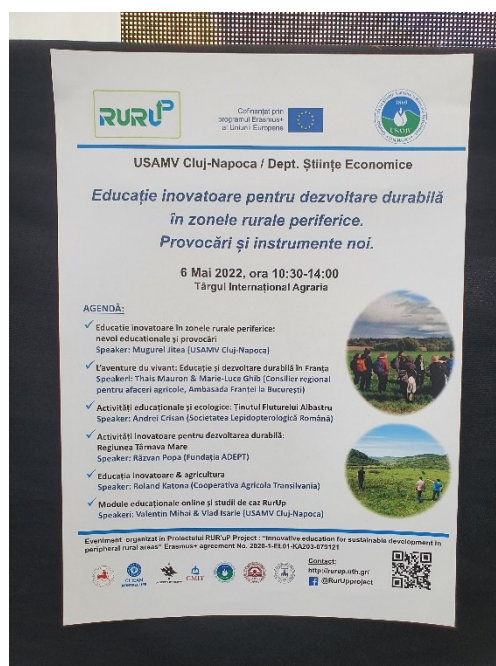 RURUP
Cofinanțat prin
programul Erasmus+
al Uniunii Europene
1869
USAMV
USAMV Cluj-Napoca / Dept. Științe Economice
Educație inovatoare pentru dezvoltare durabilă
în zonele rurale periferice.
Provocări și instrumente noi.
6 Mai 2022, ora 10:30-14:00
Târgul Internațional Agraria
AGENDĂ:
Educație inovatoare în zonele rurale periferice:
nevoi educaționale și provocări
Speaker: Mugurel Jitea (USAMV Cluj-Napoca)
L'aventure du vivant: Educație și dezvoltare durabilă în Franța
Speakeri: Thais Mauron & Marie-Luce Ghib (Consilier regional
pentru afaceri agricole, Ambasada Franței la București)
Activități educaționale și ecologice: Ținutul Fluturelui Albastru
Speaker: Andrei Crisan (Societatea Lepidopterologică Română)
Activități inovatoare pentru dezvoltarea durabilă:
Regiunea Târnava Mare
Speaker: Răzvan Popa (Fundația ADEPT)
Educația inovatoare & agricultura
Speaker: Roland Katona (Cooperativa Agricola Transilvania)
Module educaționale online și studii de caz RurUp
Speakeri: Valentin Mihai & Vlad Isarie (USAMV Cluj-Napoca)
Eveniment organizat în Proiectulul RUR'uP Project : "Innovative education for sustainable development in
peripheral rural areas" Erasmus+ agreement No. 2020-1-EL01-KA203-079121
Contact:
http://rurup.uth.gr/
@RurUpproject
CMIT